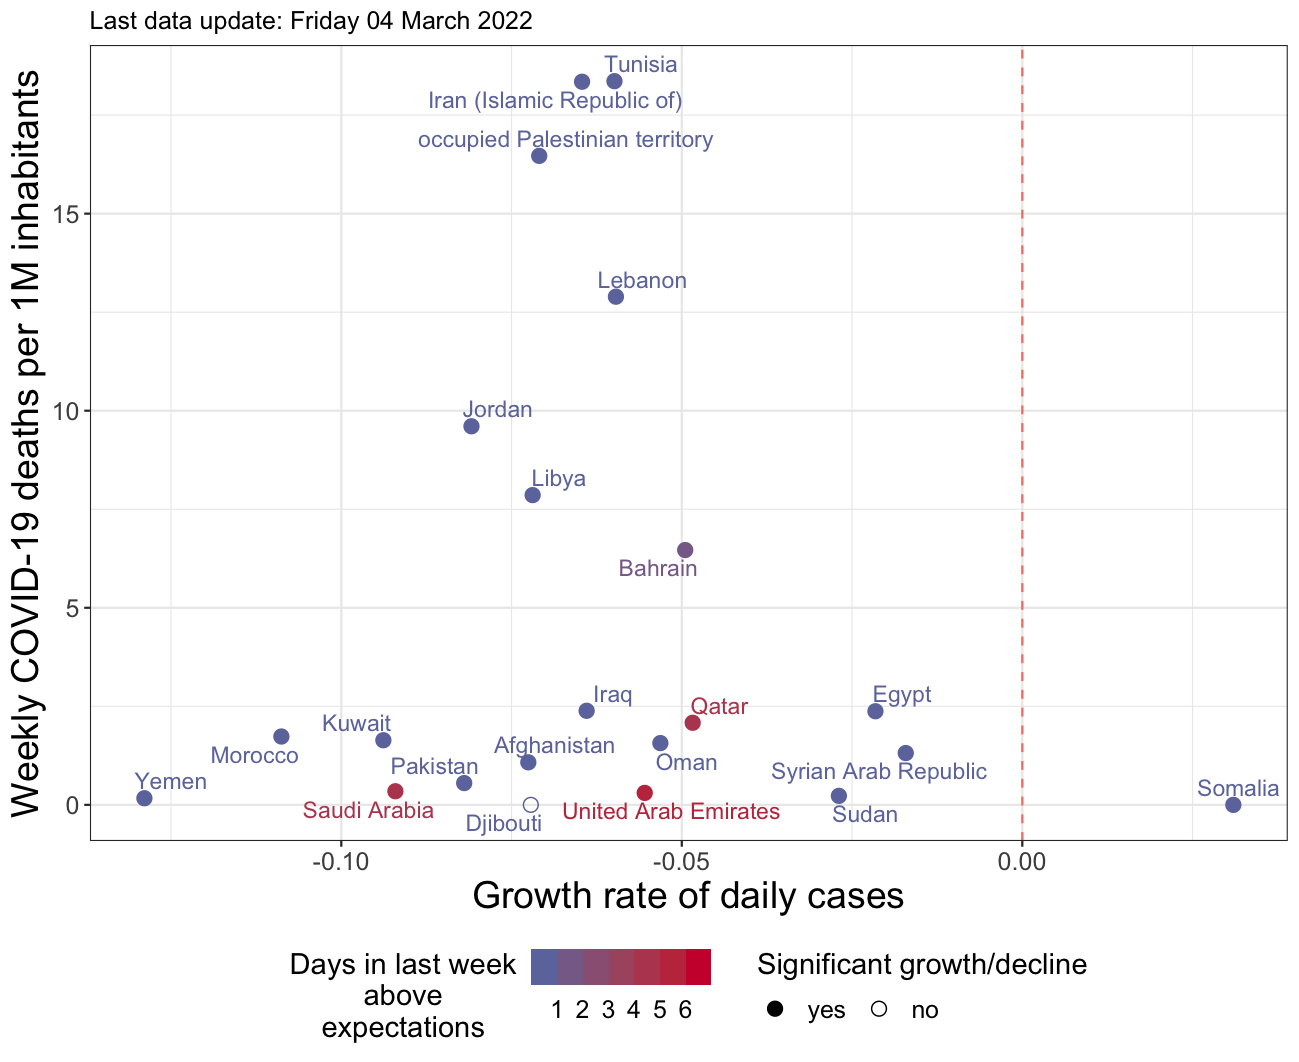 Last data update: Friday 04 March 2022
Weekly COVID-19 deaths per 1M inhabitants
Tunisia
Iran (Islamic Republic of)
occupied Palestinian territory
15
Lebanon
10
Jordan
Libya
Bahrain
5
Iraq
Egypt
Qatar
Kuwait
Afghanistan
Morocco
Oman
Pakistan
Syrian Arab Republic
Yemen
Somalia
0
Saudi Arabia
United Arab Emirates
Sudan
Djibouti
-0.10 -0.05 0.00
Growth rate of daily cases
Days in last week
above
expectations
1 2 3 4 5 6
Significant growth/decline
yes no